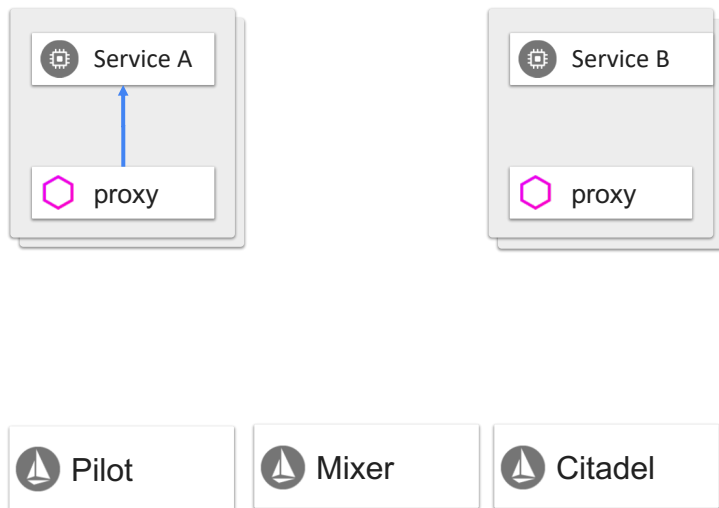 Service A
Service B
proxy
proxy
Pilot
Mixer
Citadel